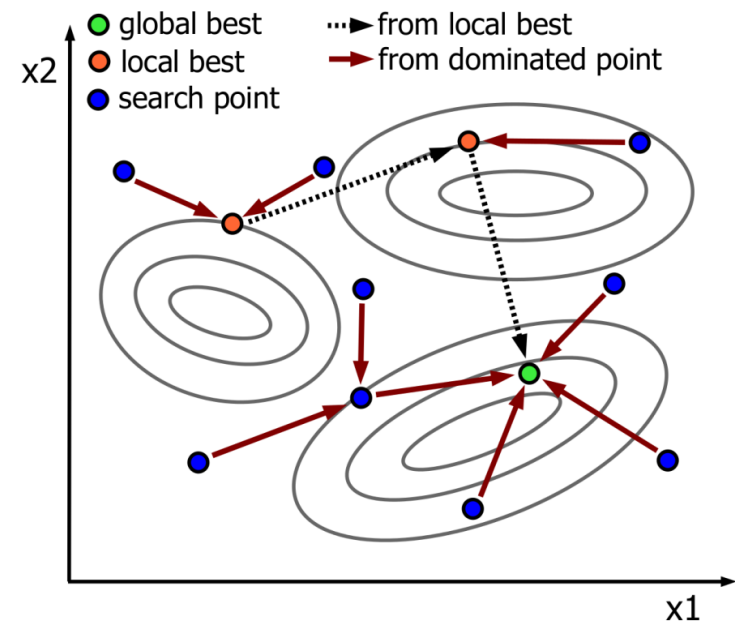 global best
local best
search point
from local best
from dominated point
x2
x1